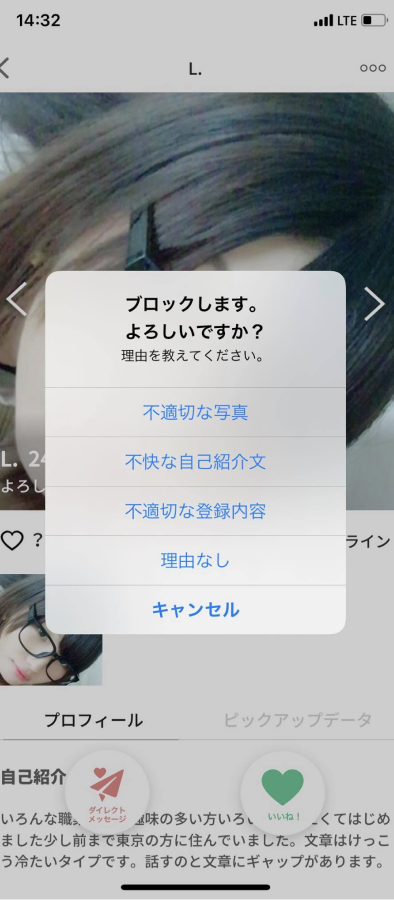 14:32
LTE
L.
ブロックします。
よろしいですか？
理由を教えてください。
不適切な写真
不快な自己紹介文
不適切な登録内容
理由なし
キャンセル
L. 24
よろし
? ライン
プロフィール ピックアップデータ
自己紹介
ダイレクト
メッセージ
いいね！
いろんな職 味の多い方いろ くてはじめ
ました少し前まで東京の方に住んでいました。文章はけっこ
う冷たいタイプです。話すのと文章にギャップがあります。